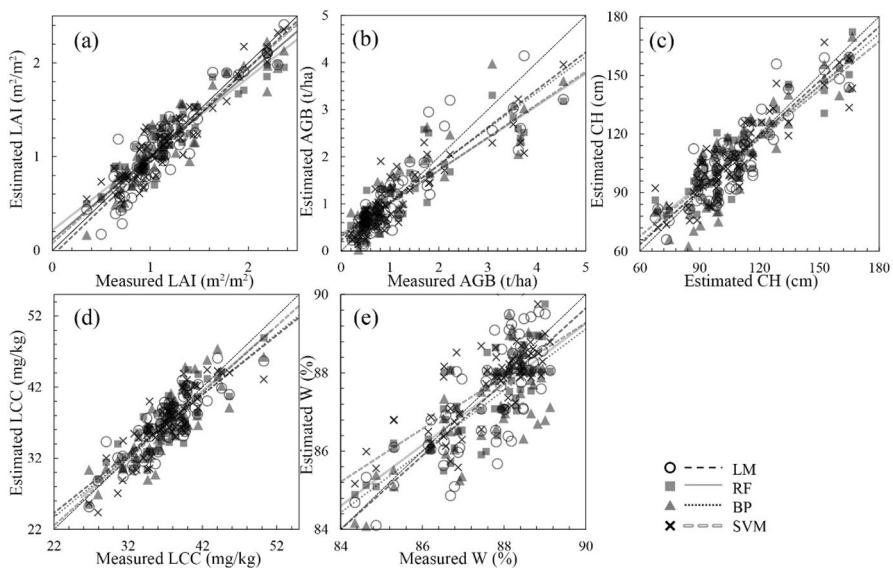 (a)
Estimated LAI (m²/m²)
2
1
0
0
1
2
Measured LAI (m²/m²)
(b)
Estimated AGB (t/ha)
5
4
3
2
1
0
0
1
2
3
4
5
Measured AGB (t/ha)
(c)
Estimated CH (cm)
180
150
120
90
60
60
90
120
150
180
Estimated CH (cm)
(d)
Estimated LCC (mg/kg)
52
42
32
22
22
32
42
52
Measured LCC (mg/kg)
(e)
Estimated W (%)
90
88
86
84
84
86
88
90
Measured W (%)
LM
RF
BP
SVM